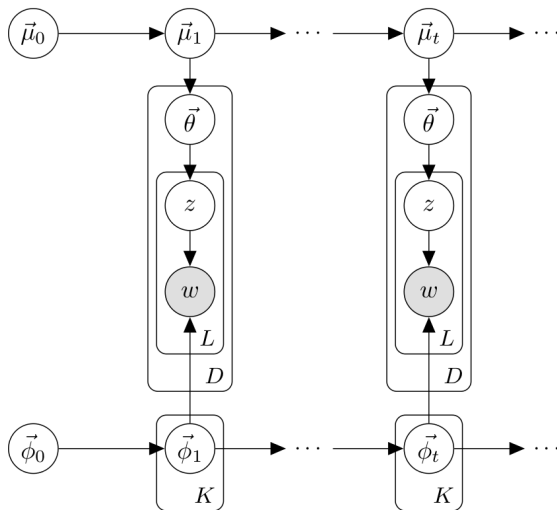 μ⃗₀ μ⃗₁ ··· μ⃗ₜ ···
θ⃗ θ⃗
z z
w w
L L
D D
ϕ⃗₀ ϕ⃗₁ ··· ϕ⃗ₜ ···
K K